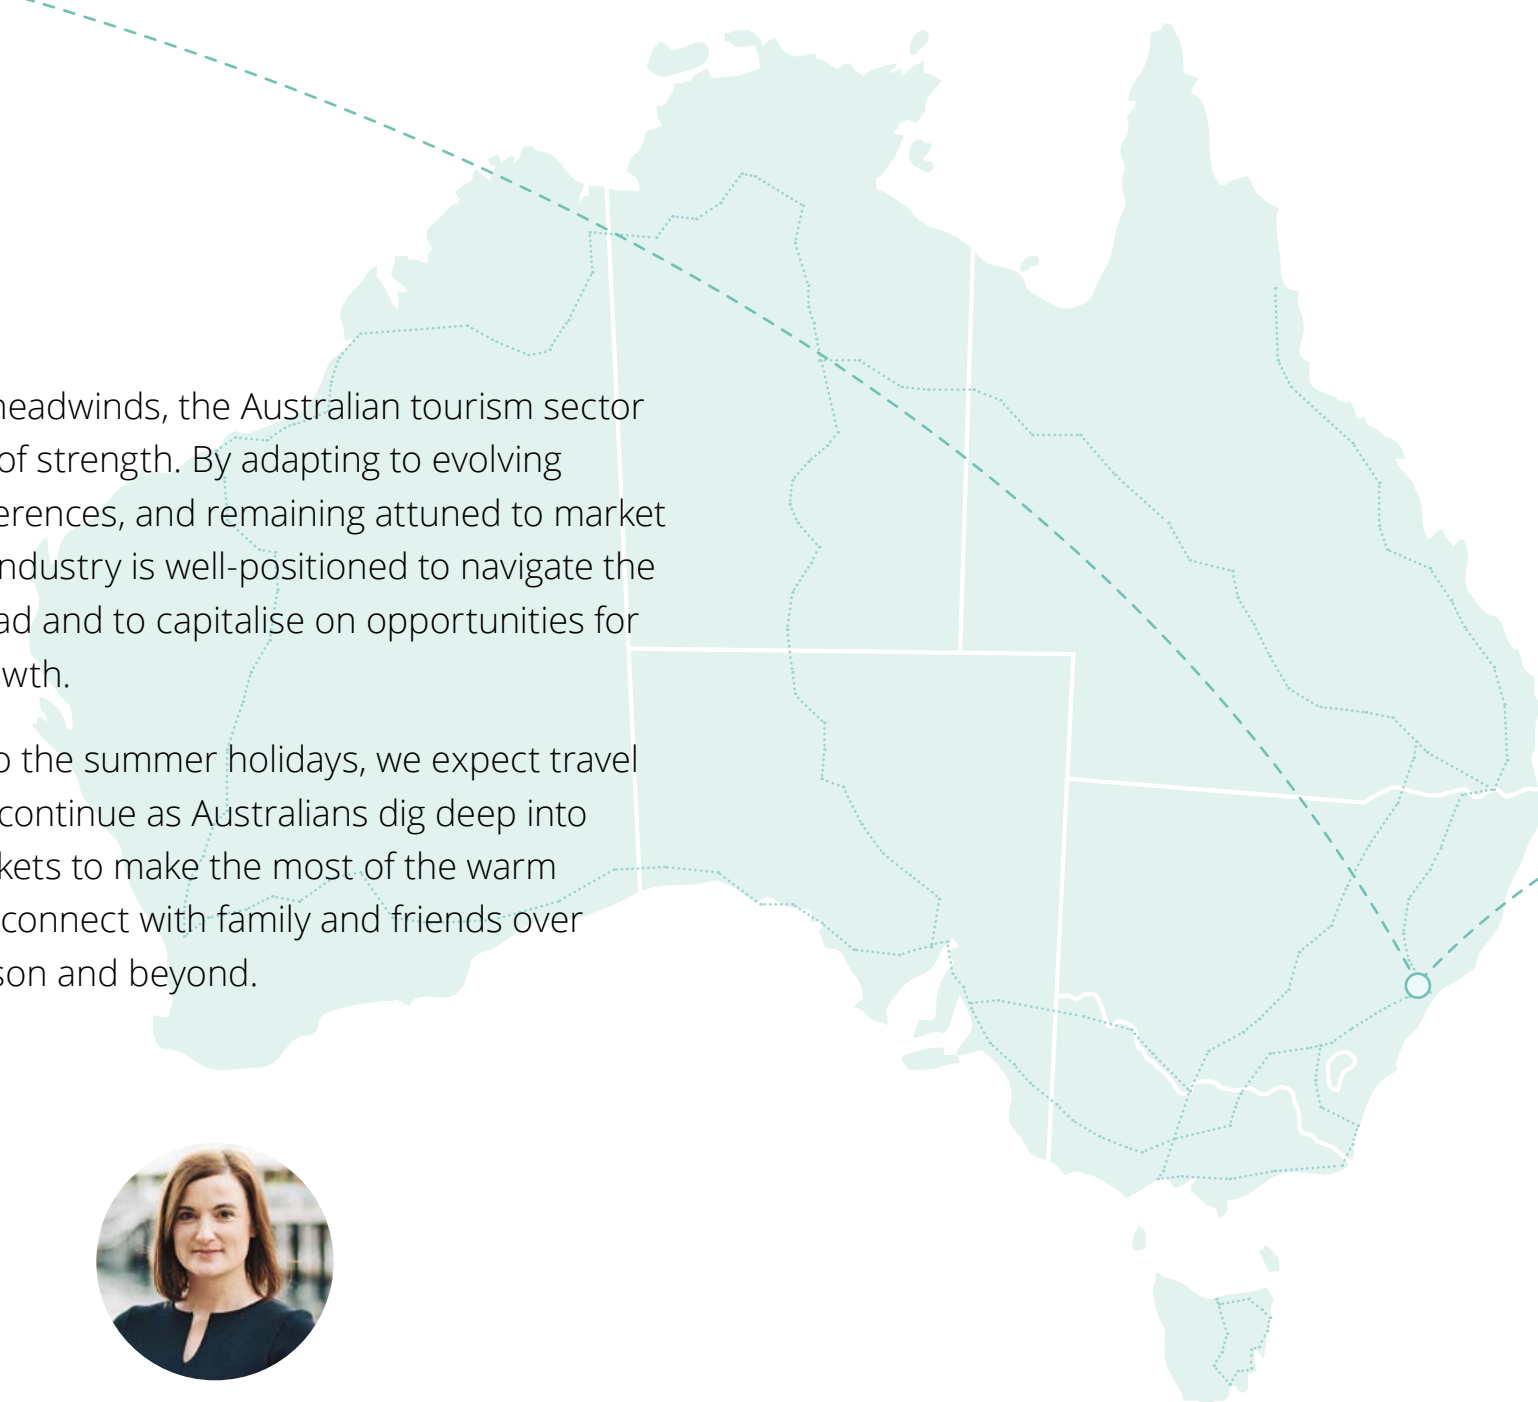 headwinds, the Australian tourism sector
of strength. By adapting to evolving
erences, and remaining attuned to market
ndustry is well-positioned to navigate the
ad and to capitalise on opportunities for
wth.
o the summer holidays, we expect travel
continue as Australians dig deep into
kets to make the most of the warm
connect with family and friends over
son and beyond.